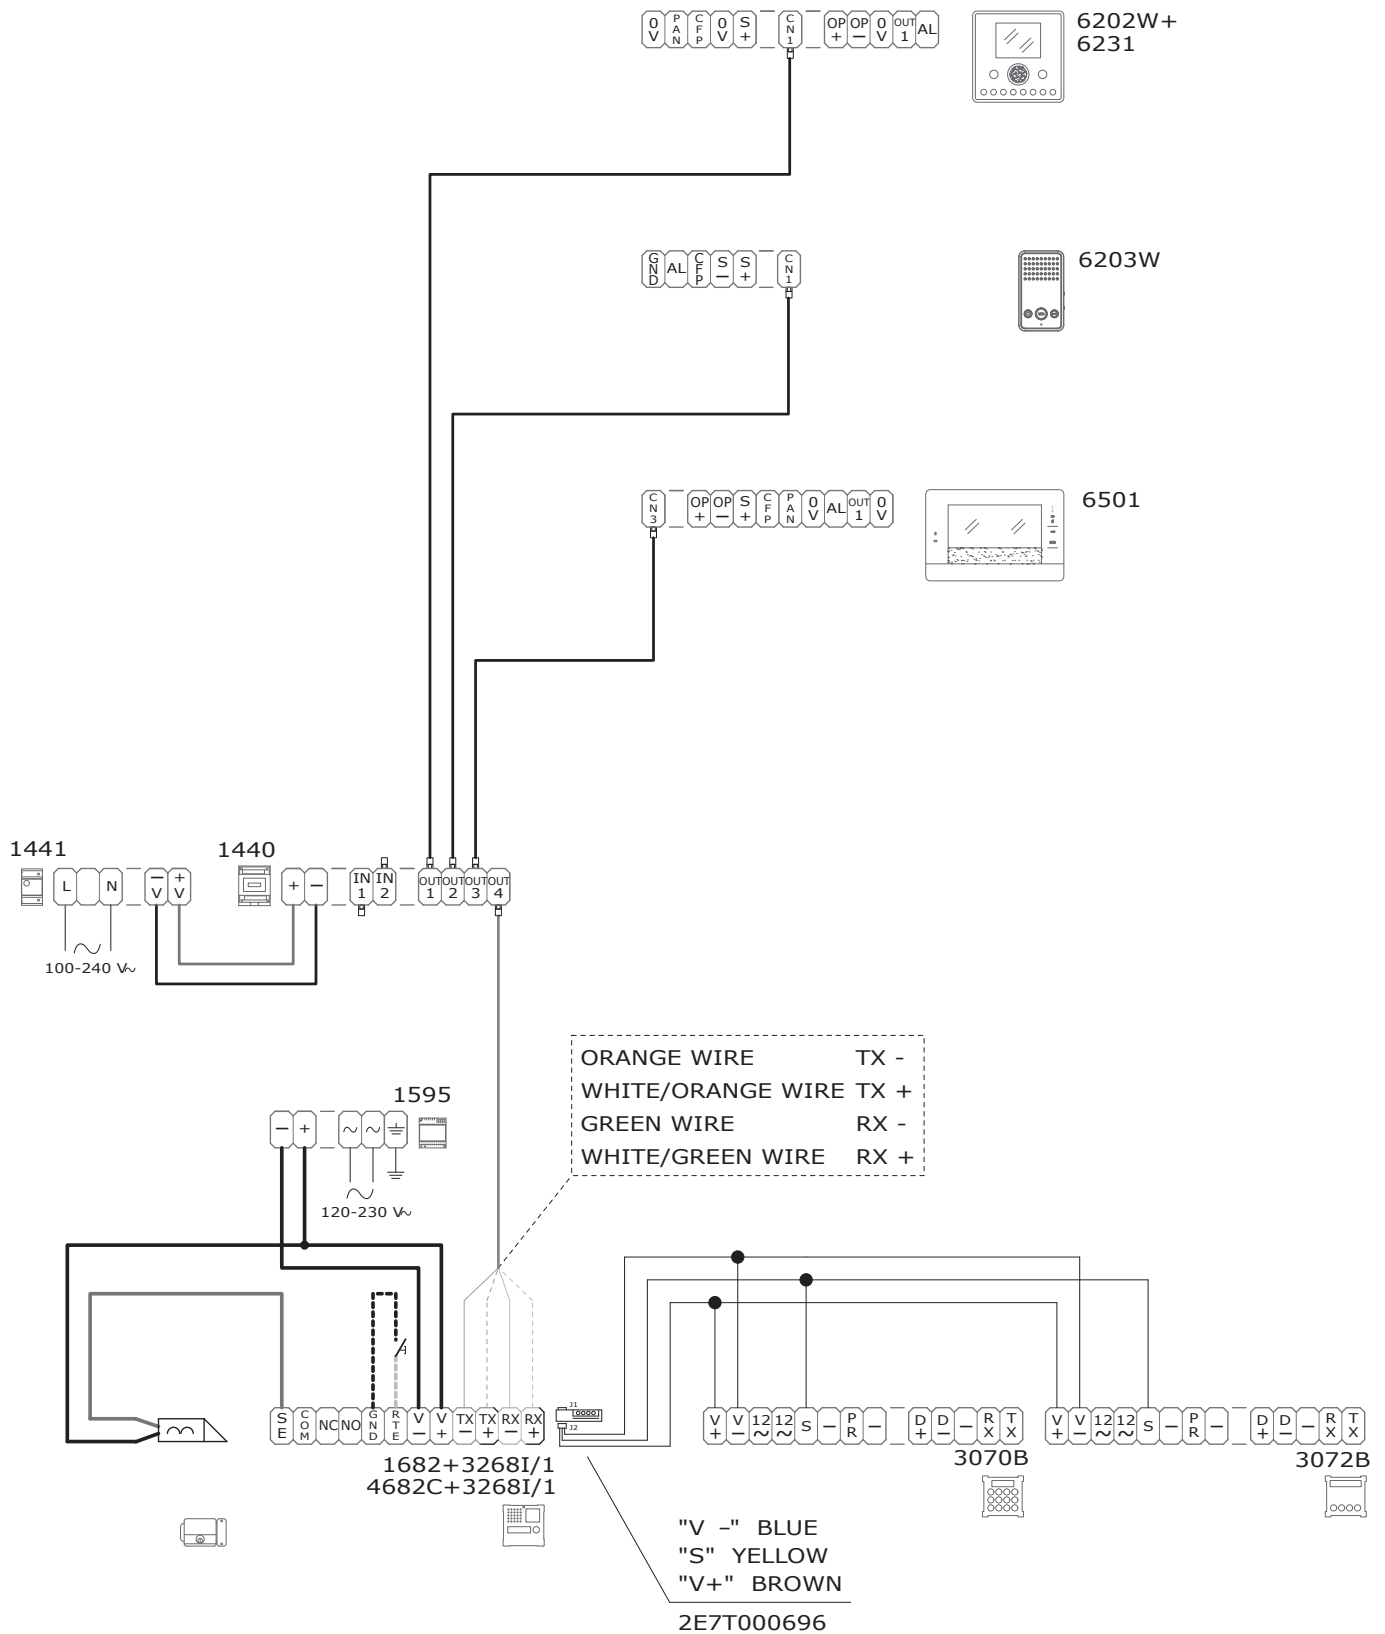 0V PAN CFP 0V S+ CN1 OP+ OP− 0V OUT1 AL
6202W+
6231
GND AL CFP S− S+ CN1
6203W
CN3 OP+ OP− S+ CFP PAN 0V AL OUT1 0V
6501
1441
1440
L N −V +V + − IN1 IN2 OUT1 OUT2 OUT3 OUT4
100-240 V~
ORANGE WIRE TX -
WHITE/ORANGE WIRE TX +
GREEN WIRE RX -
WHITE/GREEN WIRE RX +
1595
− + ~ ~
120-230 V~
SE COM NC NO GND RTE V− V+ TX− TX+ RX− RX+
J1
J2
V+ V− 12~ 12~ S − PR − D+ D− − RX TX
V+ V− 12~ 12~ S − PR − D+ D− − RX TX
1682+3268I/1
4682C+3268I/1
3070B
3072B
"V -" BLUE
"S" YELLOW
"V+" BROWN
2E7T000696